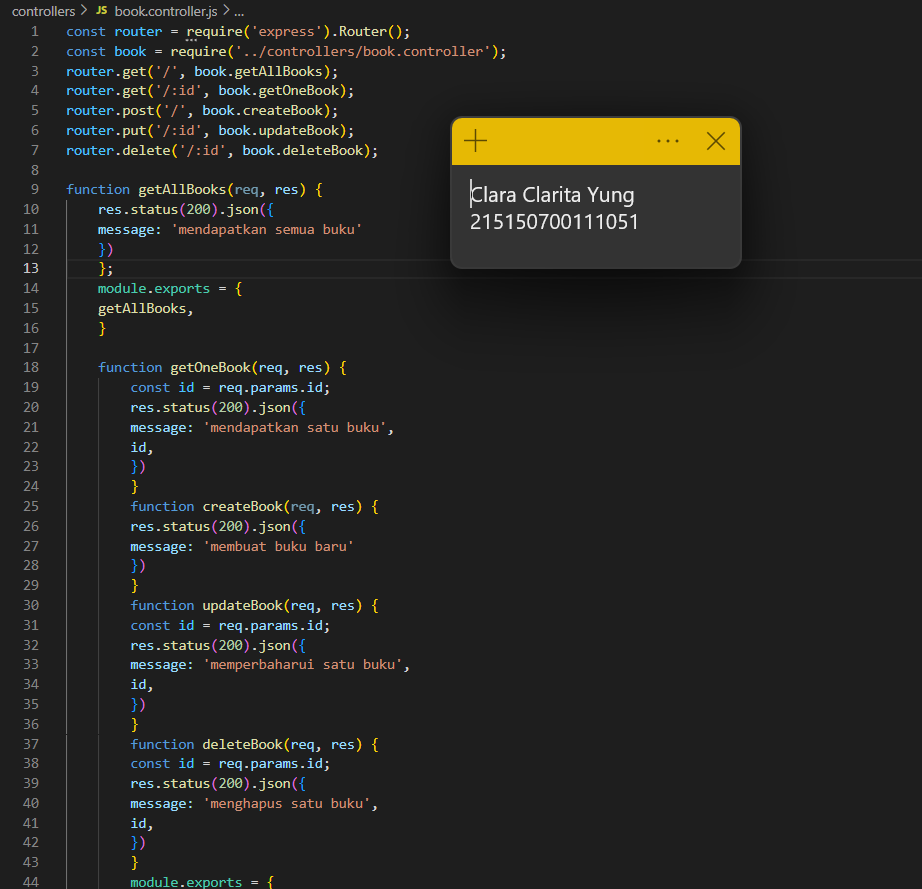 controllers > JS book.controller.js > ...
1 const router = require('express').Router();
2 const book = require('../controllers/book.controller');
3 router.get('/', book.getAllBooks);
4 router.get('/:id', book.getOneBook);
5 router.post('/', book.createBook);
6 router.put('/:id', book.updateBook);
7 router.delete('/:id', book.deleteBook);
8
9 function getAllBooks(req, res) {
10 res.status(200).json({
11 message: 'mendapatkan semua buku'
12 })
13 };
14 module.exports = {
15 getAllBooks,
16 }
17
18 function getOneBook(req, res) {
19 const id = req.params.id;
20 res.status(200).json({
21 message: 'mendapatkan satu buku',
22 id,
23 })
24 }
25 function createBook(req, res) {
26 res.status(200).json({
27 message: 'membuat buku baru'
28 })
29 }
30 function updateBook(req, res) {
31 const id = req.params.id;
32 res.status(200).json({
33 message: 'memperbaharui satu buku',
34 id,
35 })
36 }
37 function deleteBook(req, res) {
38 const id = req.params.id;
39 res.status(200).json({
40 message: 'menghapus satu buku',
41 id,
42 })
43 }
44 module.exports = {
Clara Clarita Yung
215150700111051